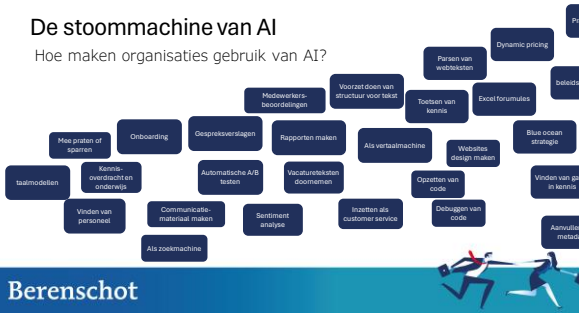 De stoommachine van AI
Hoe maken organisaties gebruik van AI?
Dynamic pricing
Parsen van
webteksten
Voorzet doen van
structuur voor tekst
Medewerkers-
beoordelingen
Toetsen van
kennis
Excel forumules
Mee praten of
sparren
Onboarding
Gespreksverslagen
Rapporten maken
Als vertaalmachine
Websites
design maken
Blue ocean
strategie
taalmodellen
Kennis-
overdracht en
onderwijs
Automatische A/B
testen
Vacatureteksten
doornemen
Opzetten van
code
Vinden van
in kennis
Vinden van
personeel
Communicatie-
materiaal maken
Sentiment
analyse
Inzetten als
customer service
Debuggen van
code
Als zoekmachine
Berenschot